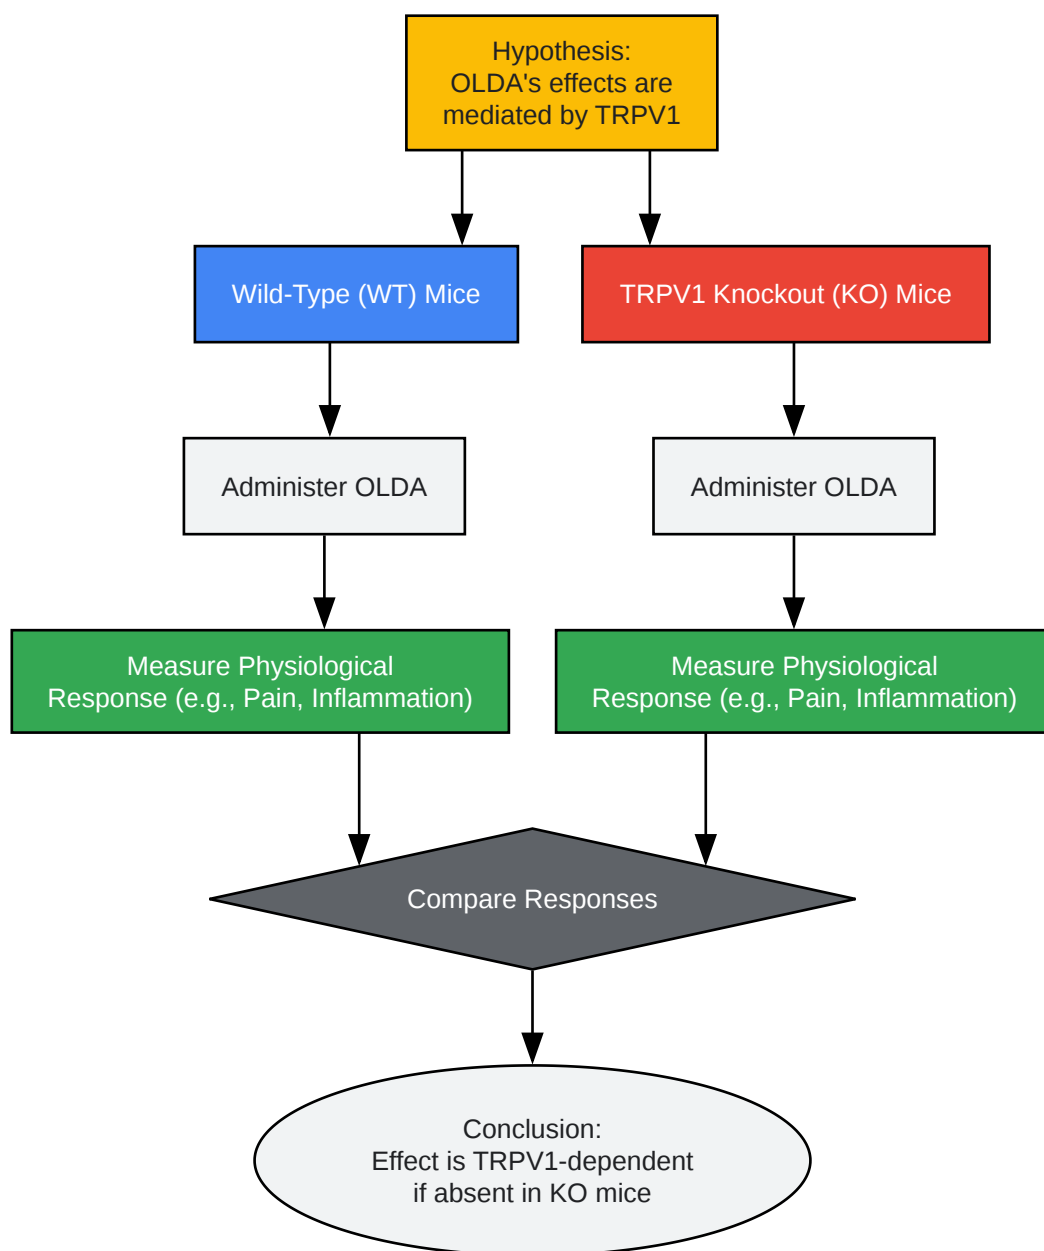 Hypothesis:
OLDA's effects are
mediated by TRPV1
Wild-Type (WT) Mice
TRPV1 Knockout (KO) Mice
Administer OLDA
Administer OLDA
Measure Physiological
Response (e.g., Pain, Inflammation)
Measure Physiological
Response (e.g., Pain, Inflammation)
Compare Responses
Conclusion:
Effect is TRPV1-dependent
if absent in KO mice